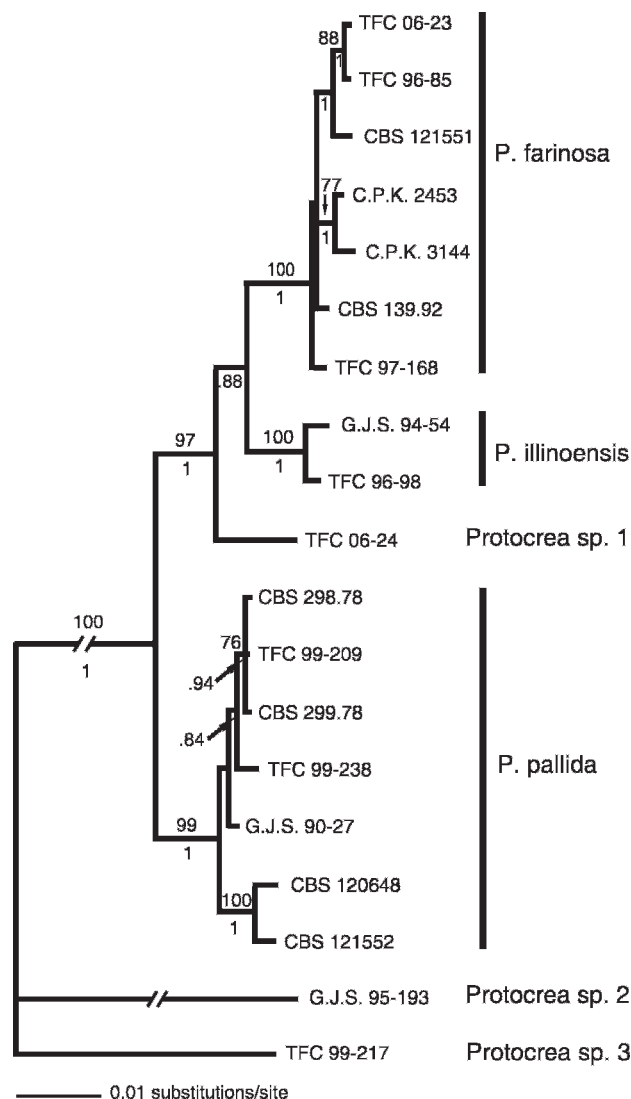 TFC 06-23
88
1
TFC 96-85
1
CBS 121551
P. farinosa
77
C.P.K. 2453
1
C.P.K. 3144
100
1
CBS 139.92
TFC 97-168
.88
G.J.S. 94-54
100
1
P. illinoensis
97
1
TFC 96-98
TFC 06-24 Protocrea sp. 1
CBS 298.78
100
1
76
TFC 99-209
.94
CBS 299.78
.84
TFC 99-238
P. pallida
99
1
G.J.S. 90-27
CBS 120648
100
1
CBS 121552
G.J.S. 95-193 Protocrea sp. 2
TFC 99-217 Protocrea sp. 3
0.01 substitutions/site